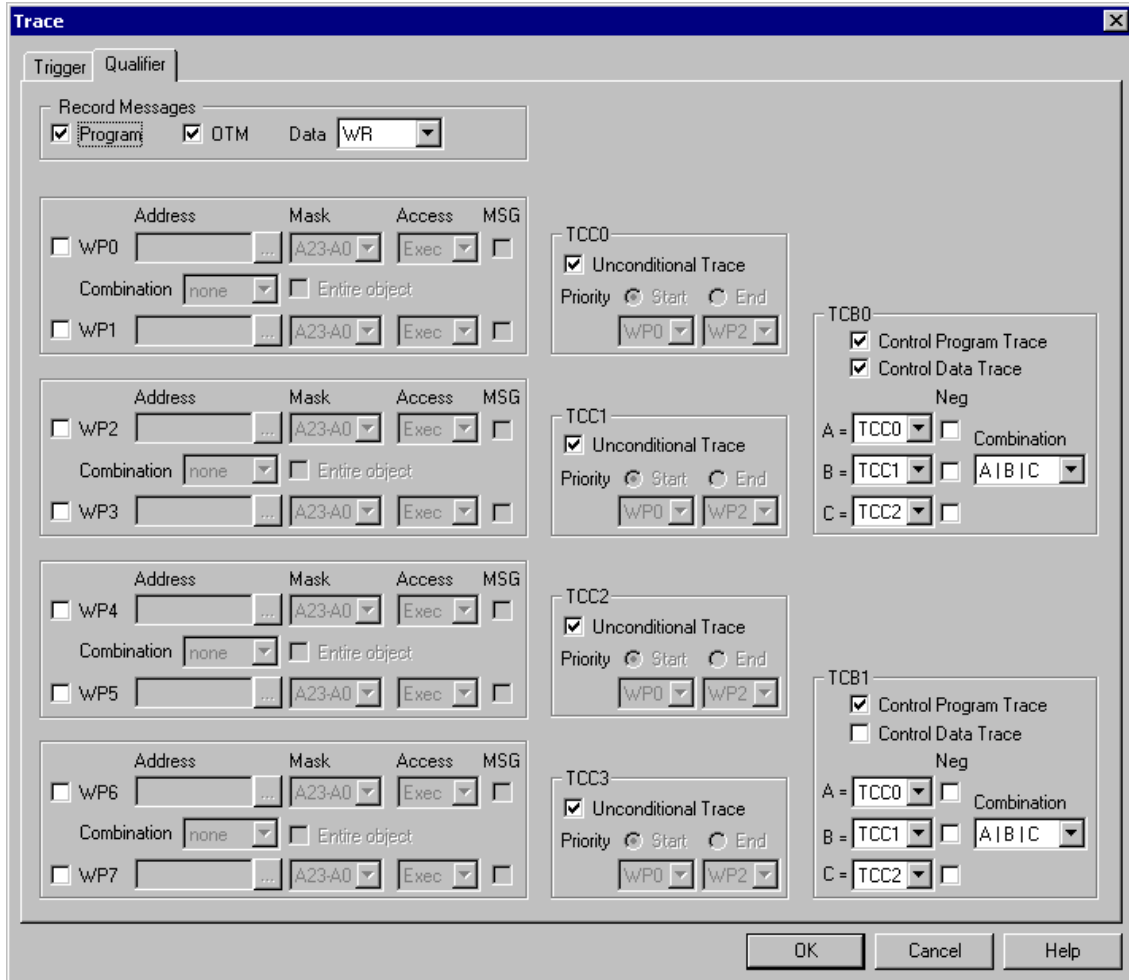 Trace
Trigger Qualifier
Record Messages
Program OTM Data WR
Address Mask Access MSG
WP0 ... A23-A0 Exec
Combination none Entire object
WP1 ... A23-A0 Exec
TCC0
Unconditional Trace
Priority Start End
WP0 WP2
Address Mask Access MSG
WP2 ... A23-A0 Exec
Combination none Entire object
WP3 ... A23-A0 Exec
TCC1
Unconditional Trace
Priority Start End
WP0 WP2
TCB0
Control Program Trace
Control Data Trace
Neg
A = TCC0
Combination
B = TCC1 A|B|C
C = TCC2
Address Mask Access MSG
WP4 ... A23-A0 Exec
Combination none Entire object
WP5 ... A23-A0 Exec
TCC2
Unconditional Trace
Priority Start End
WP0 WP2
Address Mask Access MSG
WP6 ... A23-A0 Exec
Combination none Entire object
WP7 ... A23-A0 Exec
TCC3
Unconditional Trace
Priority Start End
WP0 WP2
TCB1
Control Program Trace
Control Data Trace
Neg
A = TCC0
Combination
B = TCC1 A|B|C
C = TCC2
OK Cancel Help